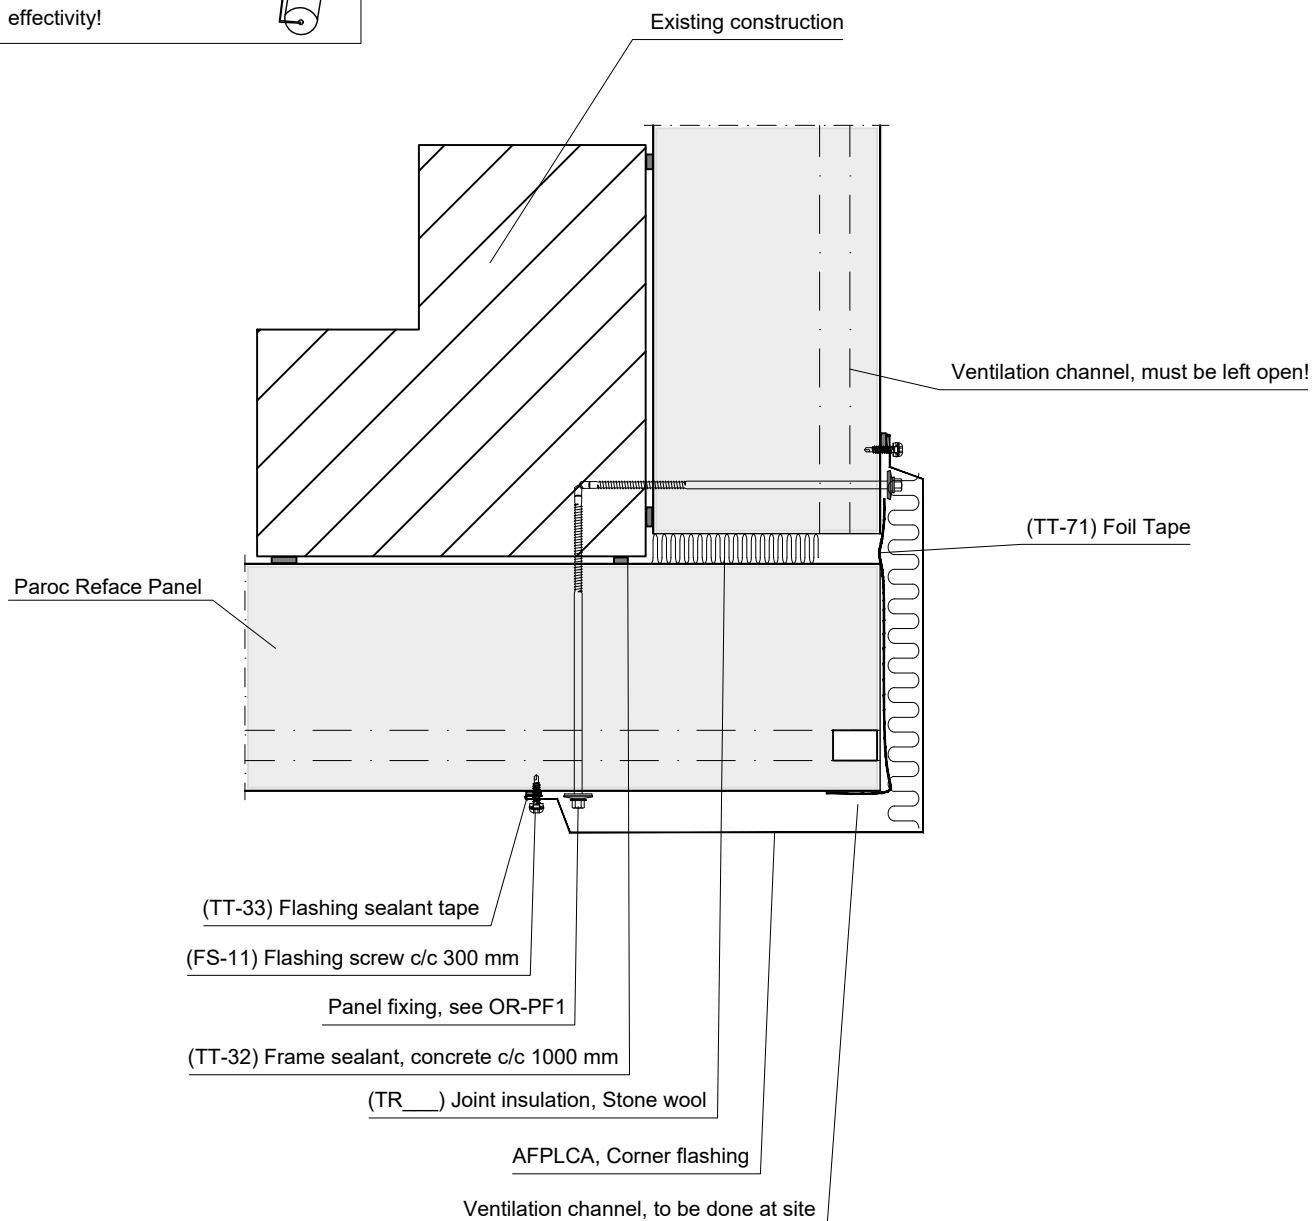 effectivity!
Existing construction
Ventilation channel, must be left open!
(TT-71) Foil Tape
Paroc Reface Panel
(TT-33) Flashing sealant tape
(FS-11) Flashing screw c/c 300 mm
Panel fixing, see OR-PF1
(TT-32) Frame sealant, concrete c/c 1000 mm
(TR___) Joint insulation, Stone wool
AFPLCA, Corner flashing
Ventilation channel, to be done at site